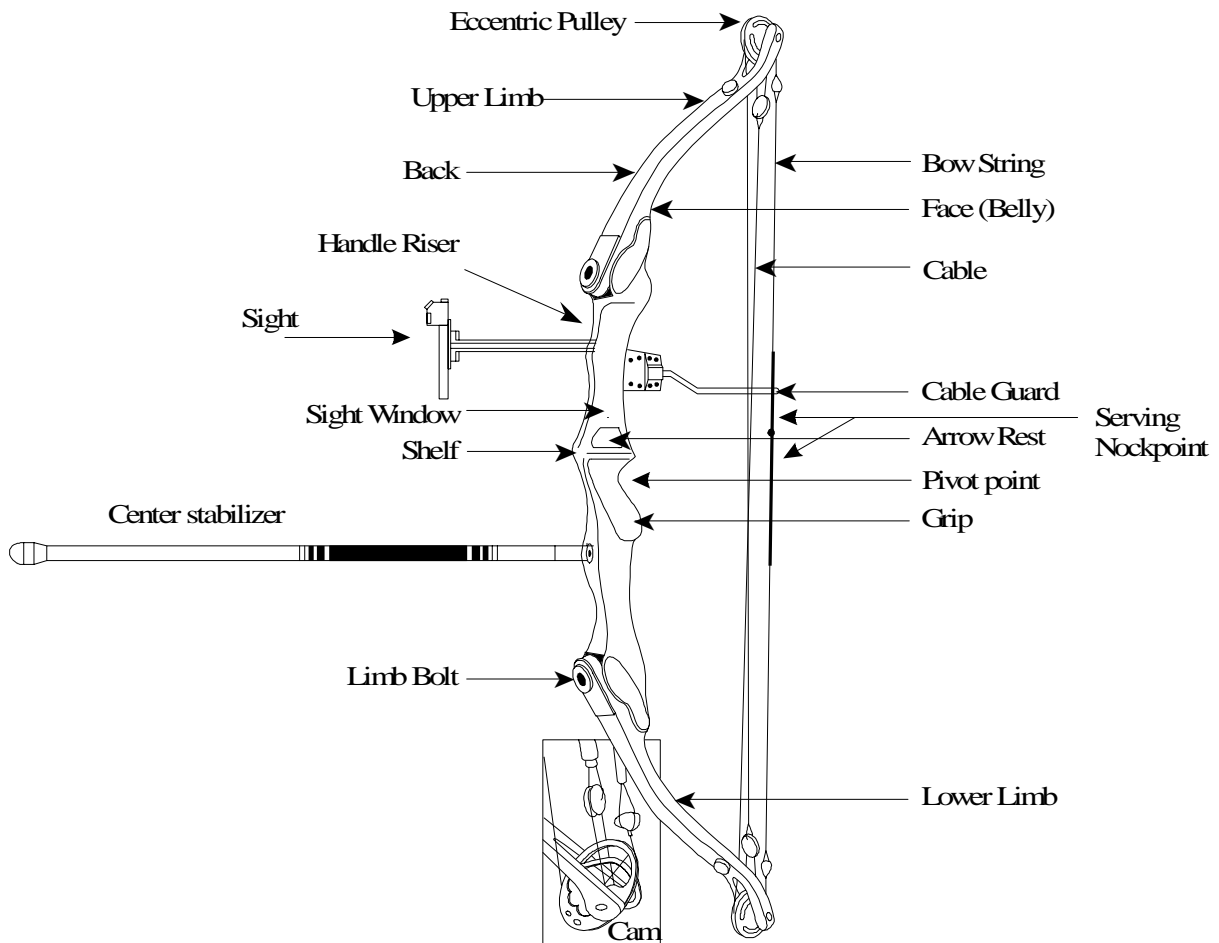 Eccentric Pulley
Upper Limb
Back
Bow String
Face (Belly)
Handle Riser
Cable
Sight
Cable Guard
Sight Window
Serving
Arrow Rest
Nockpoint
Shelf
Pivot point
Center stabilizer
Grip
Limb Bolt
Lower Limb
Cam